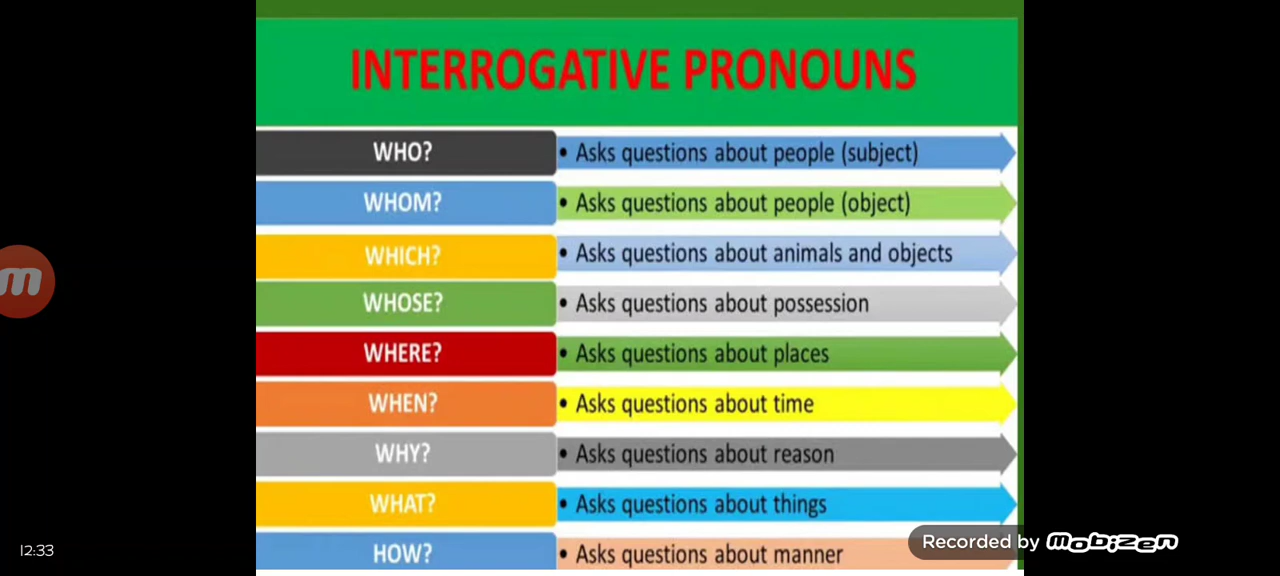 INTERROGATIVE PRONOUNS
WHO?
• Asks questions about people (subject)
WHOM?
• Asks questions about people (object)
WHICH?
• Asks questions about animals and objects
WHOSE?
• Asks questions about possession
WHERE?
• Asks questions about places
WHEN?
• Asks questions about time
WHY?
• Asks questions about reason
WHAT?
• Asks questions about things
HOW?
• Asks questions about manner
m
12:33
Recorded by mobizen